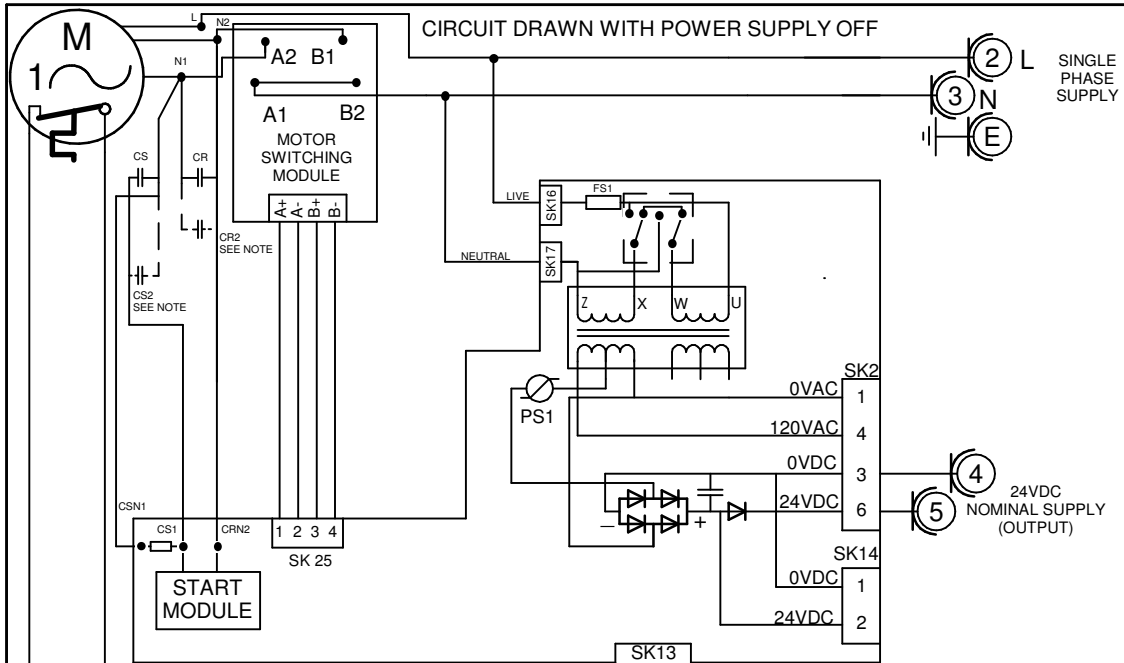 CIRCUIT DRAWN WITH POWER SUPPLY OFF
M
1
L
N2
N1
A2 B1
A1 B2
MOTOR
SWITCHING
MODULE
A+ A- B+ B-
2 L
3 N
E
SINGLE
PHASE
SUPPLY
CS
CR
CR2
SEE NOTE
CS2
SEE NOTE
LIVE
SK16
FS1
NEUTRAL
SK17
Z X W U
PS1
SK2
0VAC 1
120VAC 4
0VDC 3
24VDC 6
4
5
24VDC
NOMINAL SUPPLY
(OUTPUT)
– +
SK14
0VDC 1
24VDC 2
CSN1
CS1
CRN2
1 2 3 4
SK 25
START
MODULE
SK13